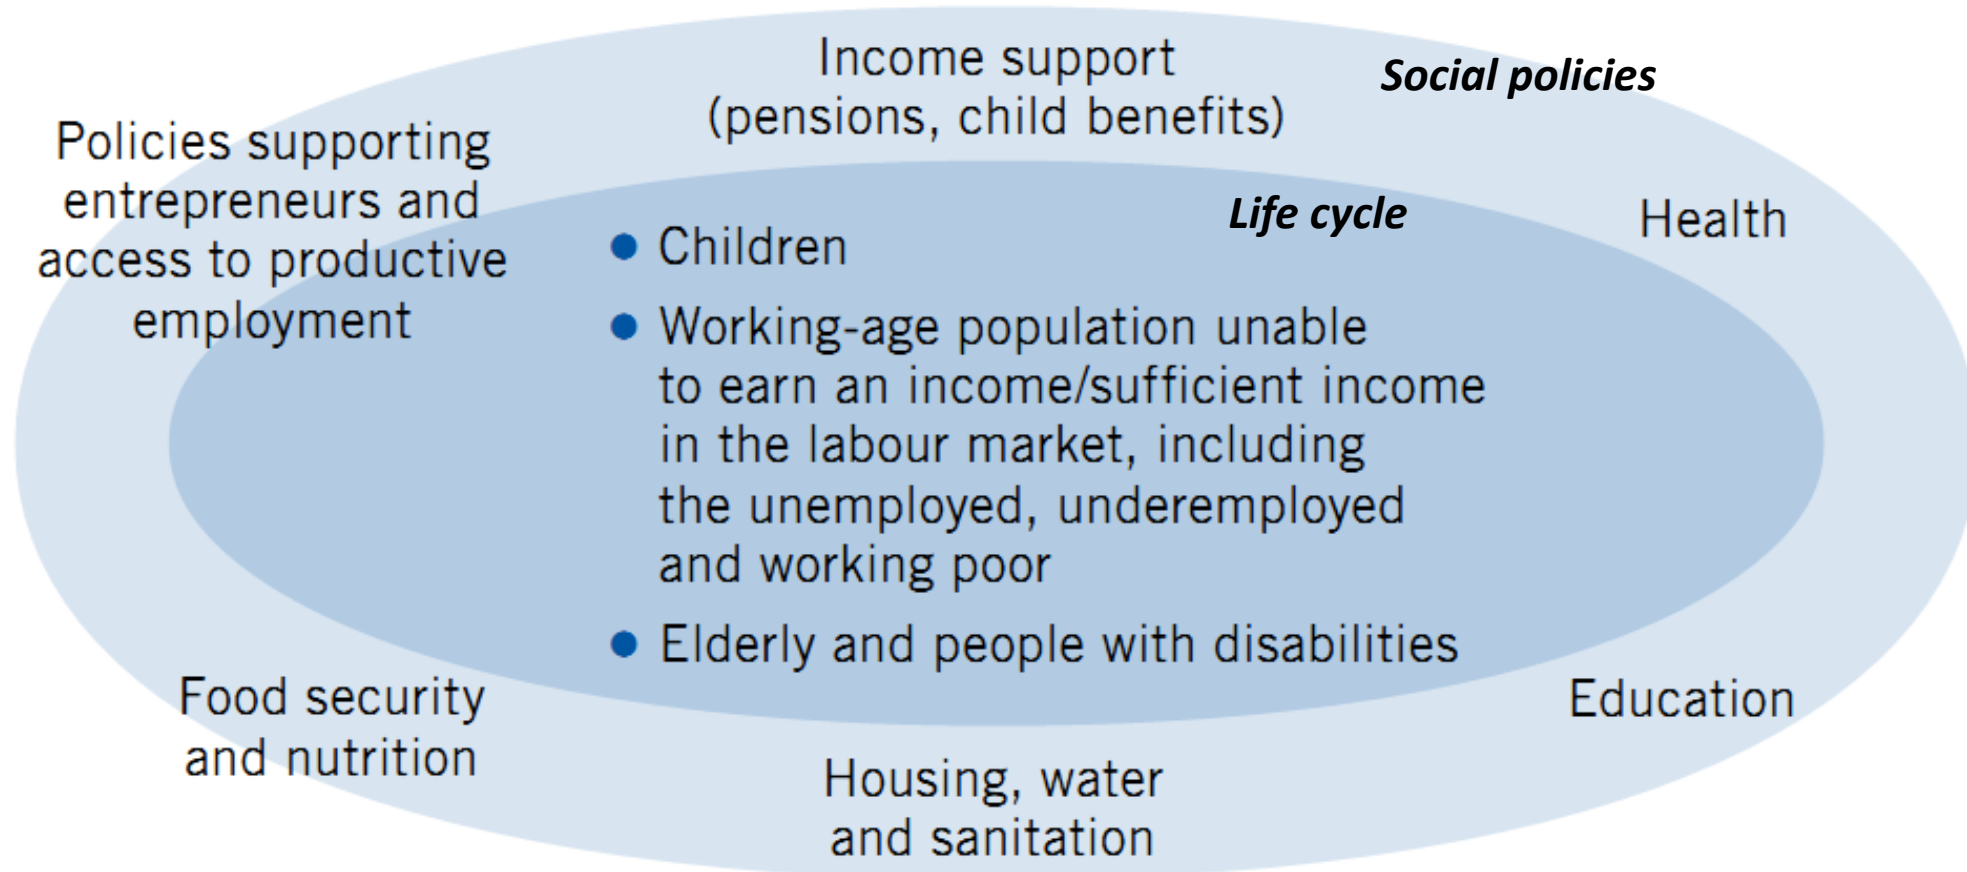 Income support
(pensions, child benefits)
Social policies
Policies supporting
entrepreneurs and
access to productive
employment
Life cycle
Health
● Children
● Working-age population unable
to earn an income/sufficient income
in the labour market, including
the unemployed, underemployed
and working poor
● Elderly and people with disabilities
Food security
and nutrition
Education
Housing, water
and sanitation